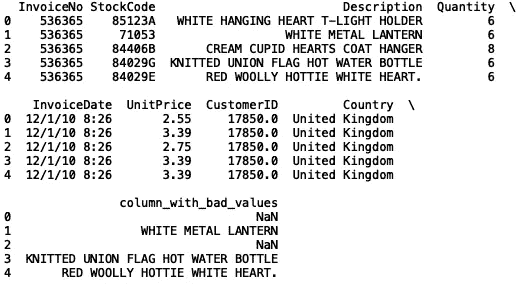 InvoiceNo StockCode                          Description  Quantity  \
0    536365    85123A   WHITE HANGING HEART T-LIGHT HOLDER         6
1    536365     71053                  WHITE METAL LANTERN         6
2    536365    84406B       CREAM CUPID HEARTS COAT HANGER         8
3    536365    84029G  KNITTED UNION FLAG HOT WATER BOTTLE         6
4    536365    84029E       RED WOOLLY HOTTIE WHITE HEART.         6
    InvoiceDate  UnitPrice  CustomerID         Country  \
0  12/1/10 8:26       2.55     17850.0  United Kingdom
1  12/1/10 8:26       3.39     17850.0  United Kingdom
2  12/1/10 8:26       2.75     17850.0  United Kingdom
3  12/1/10 8:26       3.39     17850.0  United Kingdom
4  12/1/10 8:26       3.39     17850.0  United Kingdom
                column_with_bad_values
0                                  NaN
1                  WHITE METAL LANTERN
2                                  NaN
3  KNITTED UNION FLAG HOT WATER BOTTLE
4       RED WOOLLY HOTTIE WHITE HEART.